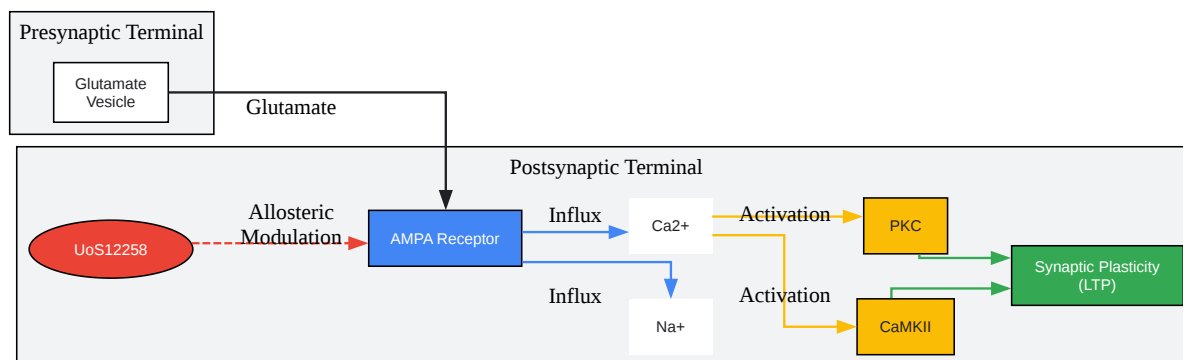 Presynaptic Terminal
Glutamate
Vesicle
Glutamate
Postsynaptic Terminal
UoS12258
Allosteric
Modulation
AMPA Receptor
Influx
Ca2+
Activation
PKC
Influx
Na+
Activation
CaMKII
Synaptic Plasticity
(LTP)